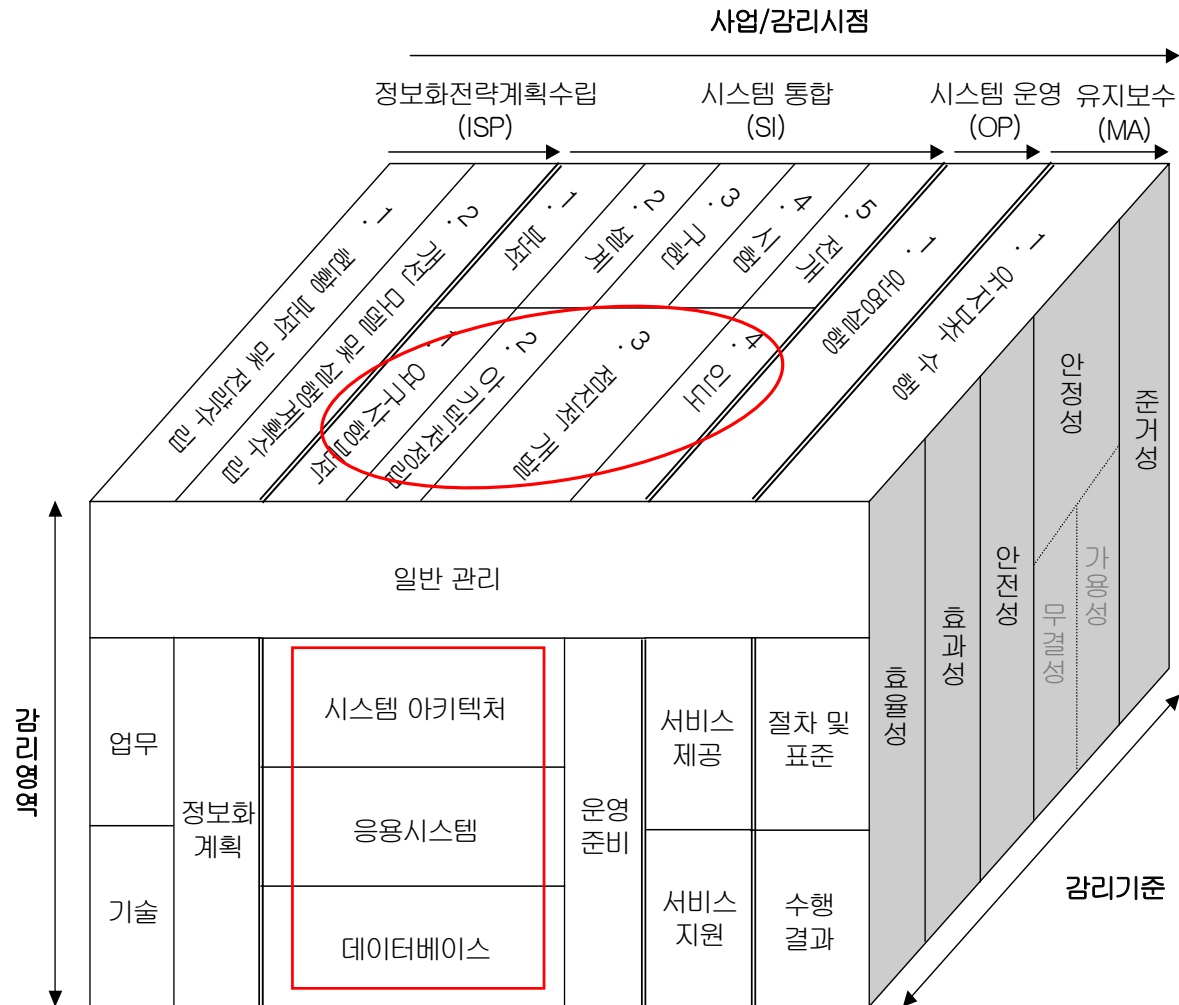 사업/감리시점
정보화전략계획수립
(ISP)
시스템 통합
(SI)
시스템 운영
(OP)
유지보수
(MA)
1. 현황 분석 및 전략수립
2. 개선 모델 및 실행계획수립
1. 분석
2. 설계
3. 구현
4. 시험
5. 전개
1. 요구사항분석
2. 아키텍처정립
3. 점진적 개발
4. 인도
1. 운영실행
1. 유지보수 수행
감리영역
일반 관리
업무
기술
정보화
계획
시스템 아키텍처
응용시스템
데이터베이스
운영
준비
서비스
제공
서비스
지원
절차 및
표준
수행
결과
효율성
효과성
안전성
안정성
무결성
가용성
준거성
감리기준